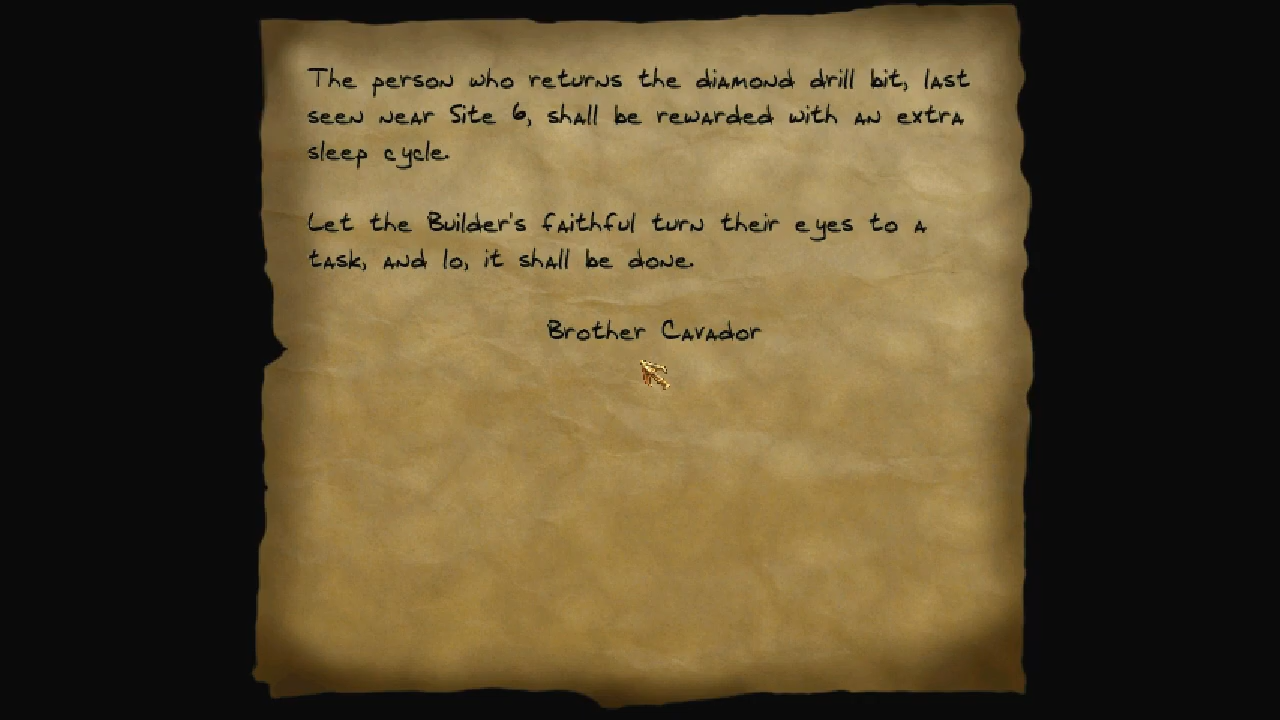 The person who returns the diamond drill bit, last
seen near Site 6, shall be rewarded with an extra
sleep cycle.
Let the Builder's faithful turn their eyes to a
task, and lo, it shall be done.
Brother Cavador